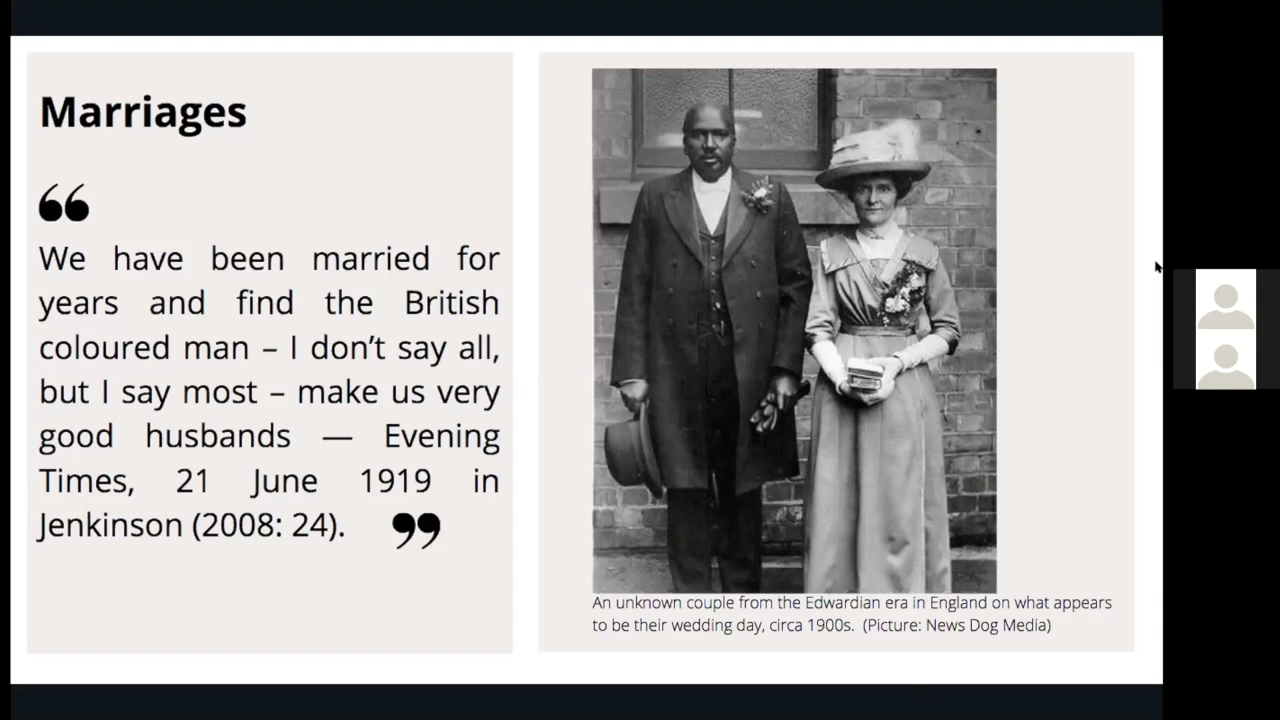 Marriages
“
We have been married for
years and find the British
coloured man – I don’t say all,
but I say most – make us very
good husbands — Evening
Times, 21 June 1919 in
Jenkinson (2008: 24). ”
An unknown couple from the Edwardian era in England on what appears
to be their wedding day, circa 1900s. (Picture: News Dog Media)